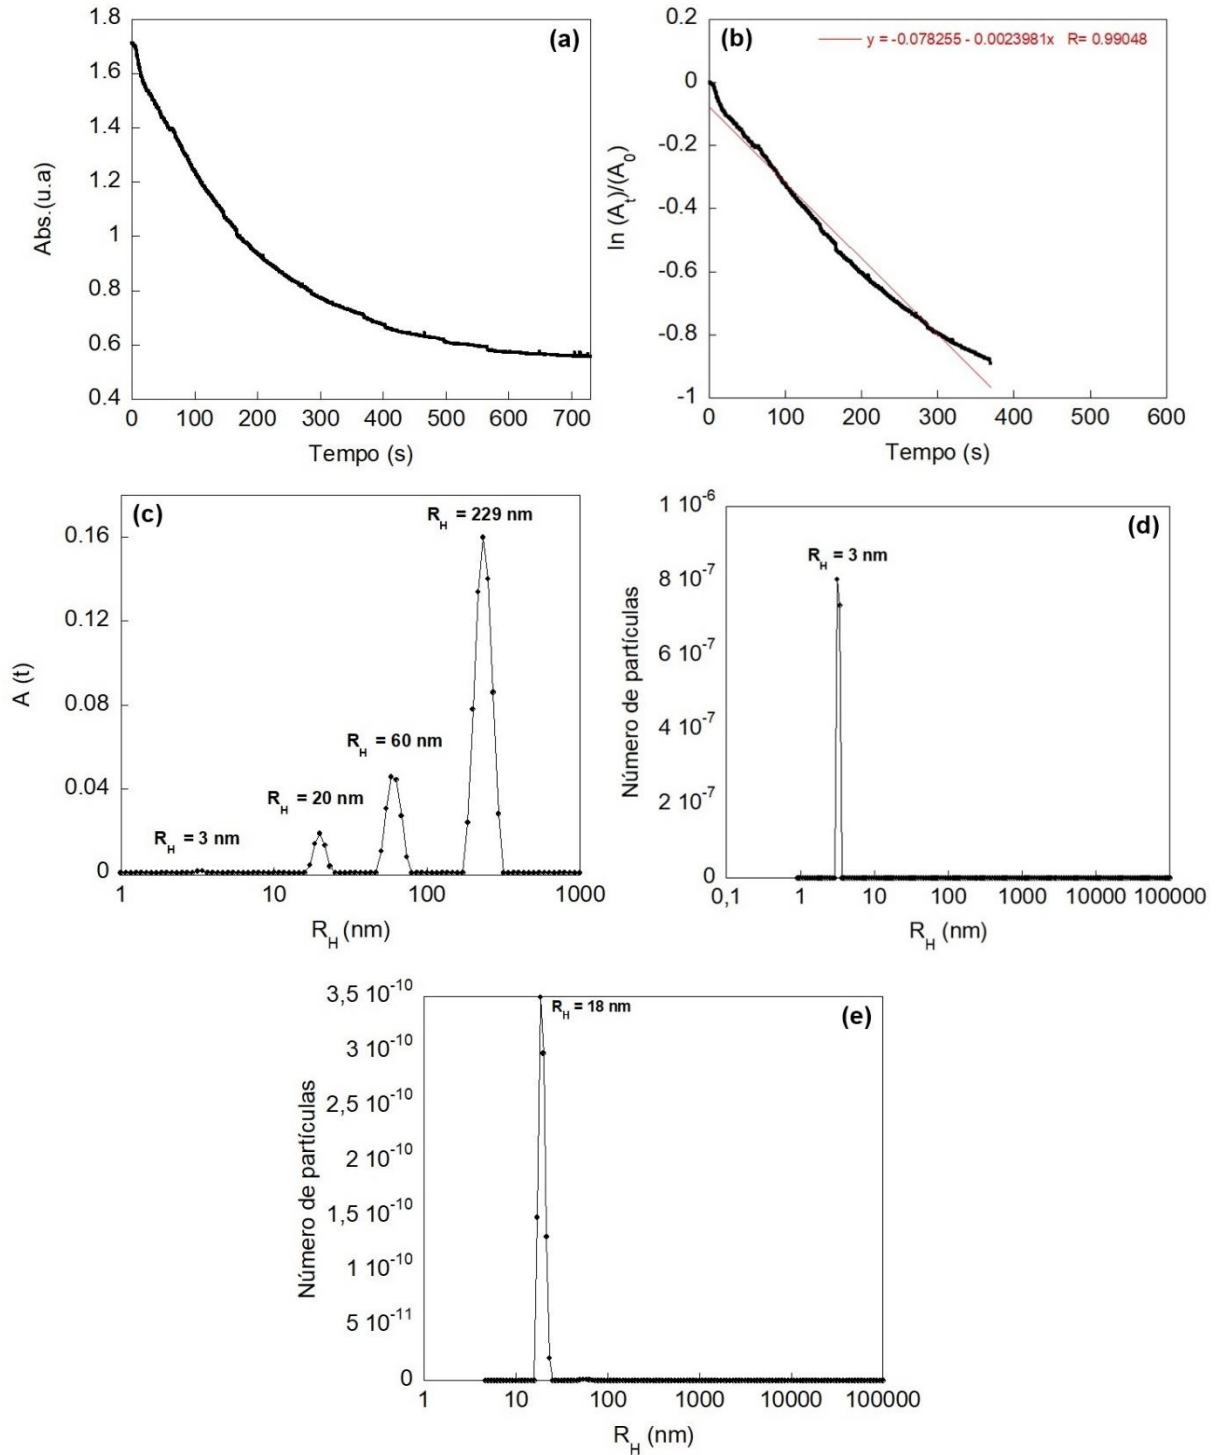 (a)
Abs.(u.a)
1.8
1.6
1.4
1.2
1
0.8
0.6
0.4
0 100 200 300 400 500 600 700
Tempo (s)
(b)
y = -0.078255 - 0.0023981x R= 0.99048
ln (A_t)/(A_0)
0.2
0
-0.2
-0.4
-0.6
-0.8
-1
0 100 200 300 400 500 600
Tempo (s)
(c)
A (t)
0.16
0.12
0.08
0.04
0
R_H = 229 nm
R_H = 60 nm
R_H = 20 nm
R_H = 3 nm
1 10 100 1000
R_H (nm)
(d)
Número de partículas
1 10^-6
8 10^-7
6 10^-7
4 10^-7
2 10^-7
0
R_H = 3 nm
0,1 1 10 100 1000 10000 100000
R_H (nm)
(e)
Número de partículas
3,5 10^-10
3 10^-10
2,5 10^-10
2 10^-10
1,5 10^-10
1 10^-10
5 10^-11
0
R_H = 18 nm
1 10 100 1000 10000 100000
R_H (nm)